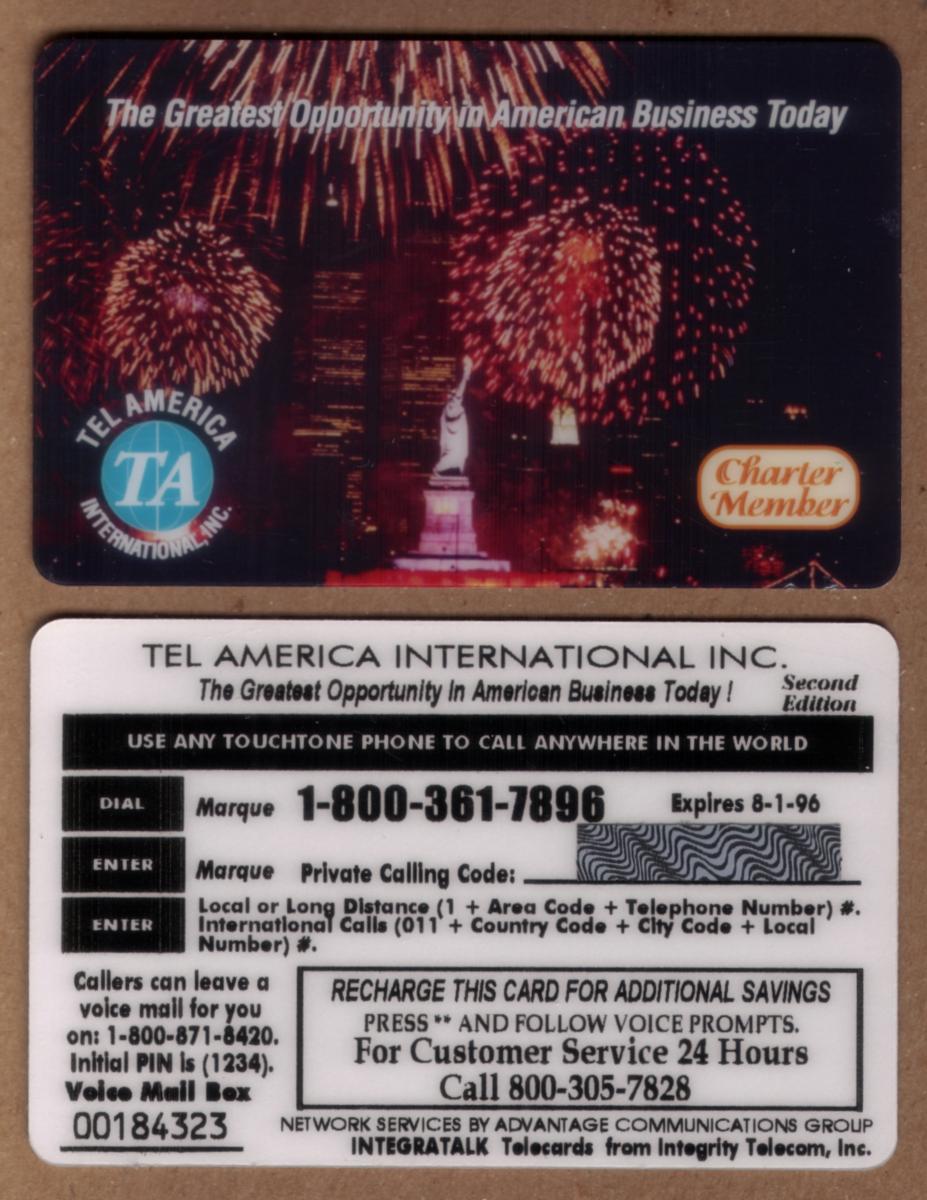 The Greatest Opportunity in American Business Today
TEL AMERICA
TA
INTERNATIONAL, INC.
Charter
Member
TEL AMERICA INTERNATIONAL INC.
The Greatest Opportunity In American Business Today !
Second
Edition
USE ANY TOUCHTONE PHONE TO CALL ANYWHERE IN THE WORLD
DIAL Marque 1-800-361-7896 Expires 8-1-96
ENTER Marque Private Calling Code:
ENTER
Local or Long Distance (1 + Area Code + Telephone Number) #.
International Calls (011 + Country Code + City Code + Local
Number) #.
Callers can leave a
voice mail for you
on: 1-800-871-8420.
Initial PIN is (1234).
Voice Mail Box
00184323
RECHARGE THIS CARD FOR ADDITIONAL SAVINGS
PRESS ** AND FOLLOW VOICE PROMPTS.
For Customer Service 24 Hours
Call 800-305-7828
NETWORK SERVICES BY ADVANTAGE COMMUNICATIONS GROUP
INTEGRATALK Telecards from Integrity Telecom, Inc.